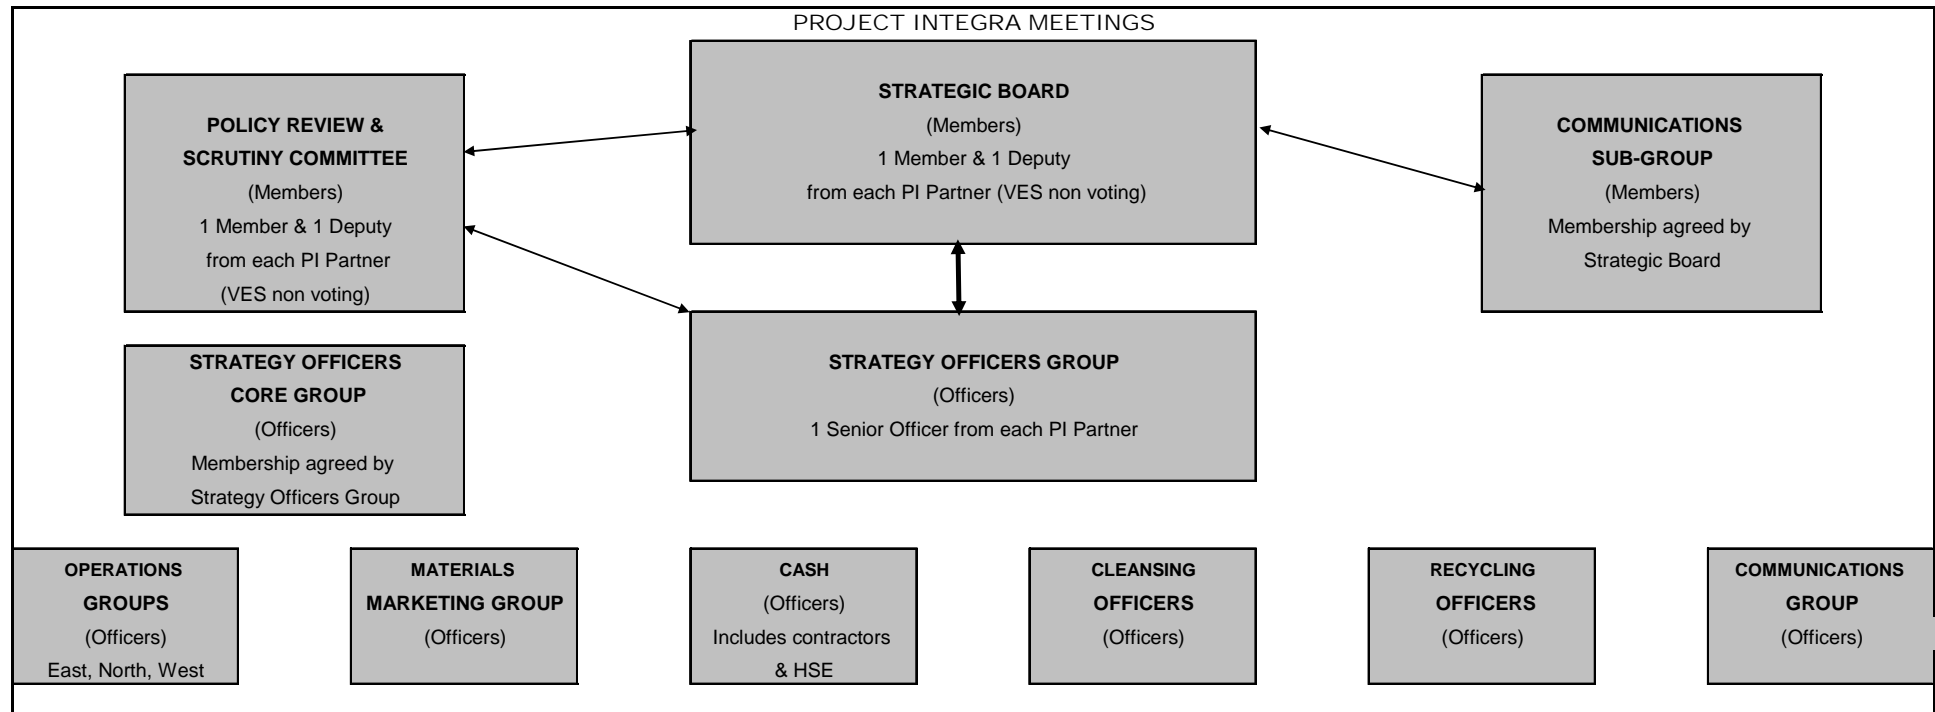 PROJECT INTEGRA MEETINGS
STRATEGIC BOARD
(Members)
1 Member & 1 Deputy
from each PI Partner (VES non voting)
POLICY REVIEW &
SCRUTINY COMMITTEE
(Members)
1 Member & 1 Deputy
from each PI Partner
(VES non voting)
COMMUNICATIONS
SUB-GROUP
(Members)
Membership agreed by
Strategic Board
STRATEGY OFFICERS
CORE GROUP
(Officers)
Membership agreed by
Strategy Officers Group
STRATEGY OFFICERS GROUP
(Officers)
1 Senior Officer from each PI Partner
OPERATIONS
GROUPS
(Officers)
East, North, West
MATERIALS
MARKETING GROUP
(Officers)
CASH
(Officers)
Includes contractors
& HSE
CLEANSING
OFFICERS
(Officers)
RECYCLING
OFFICERS
(Officers)
COMMUNICATIONS
GROUP
(Officers)